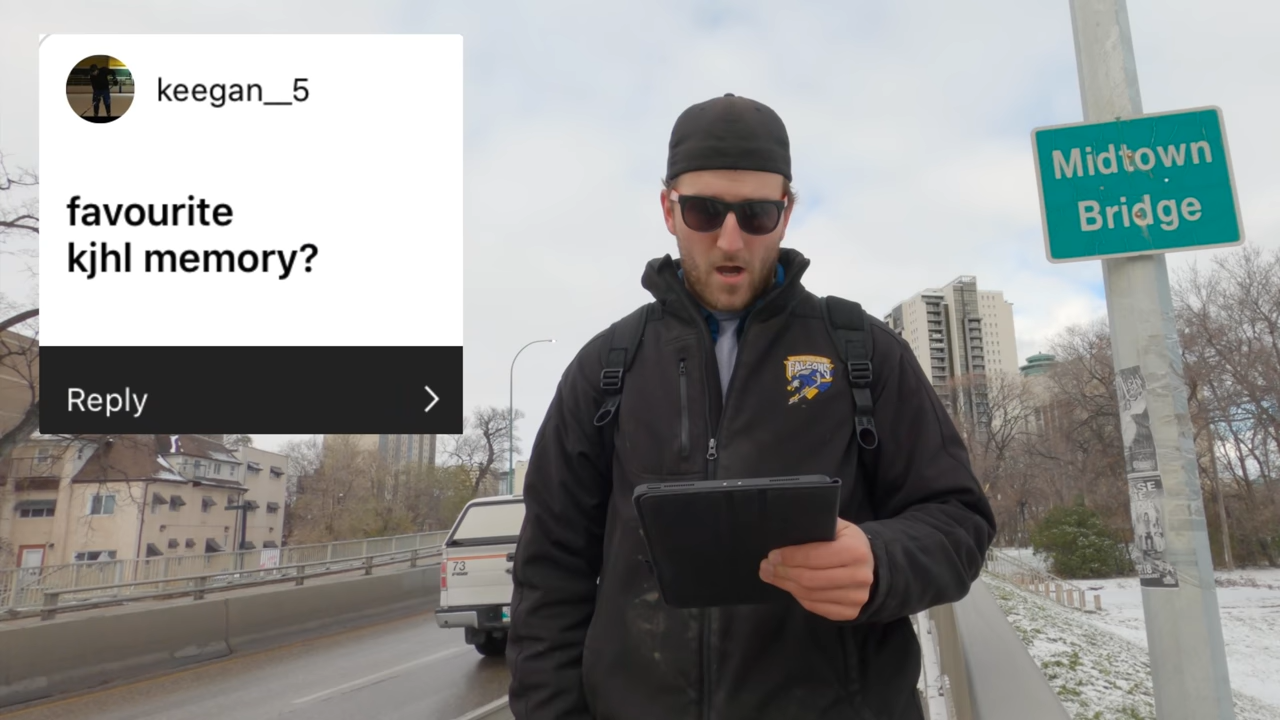 keegan__5
favourite
kjhl memory?
Reply
Midtown
Bridge
FALCONS
73